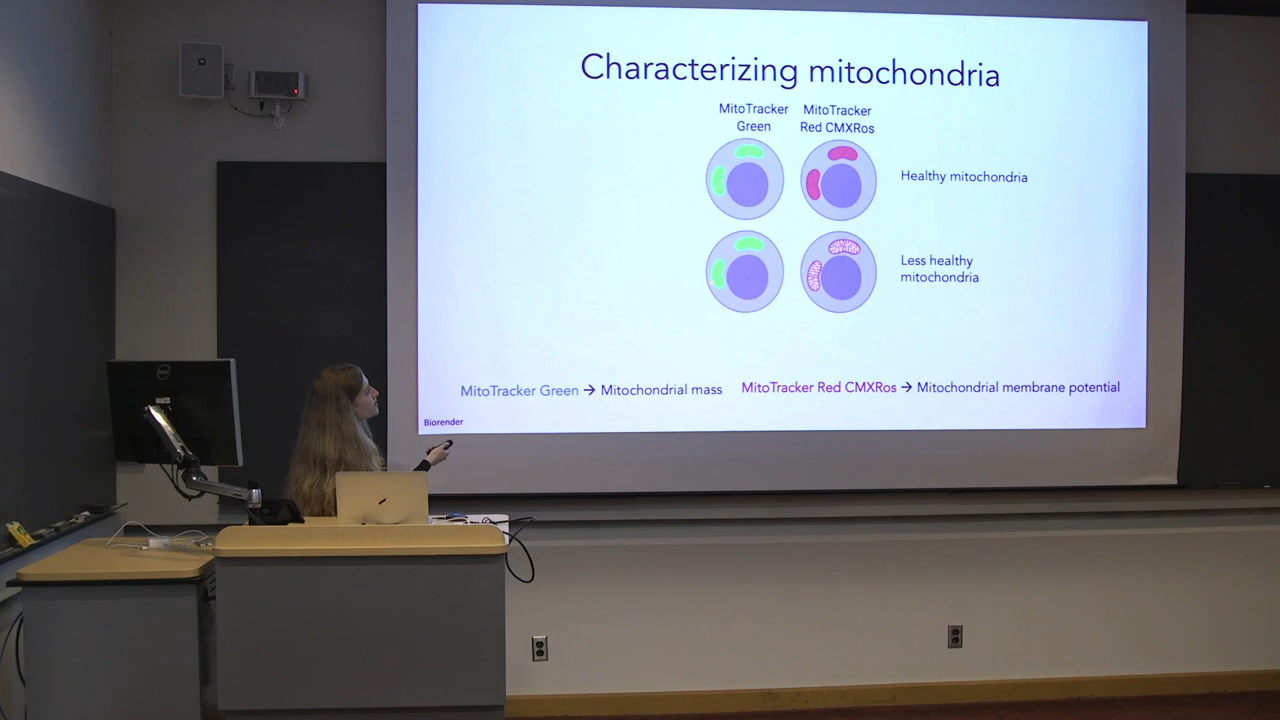 Characterizing mitochondria
MitoTracker
Green
MitoTracker
Red CMXRos
Healthy mitochondria
Less healthy
mitochondria
MitoTracker Green → Mitochondrial mass
MitoTracker Red CMXRos → Mitochondrial membrane potential
Biorender
DELL